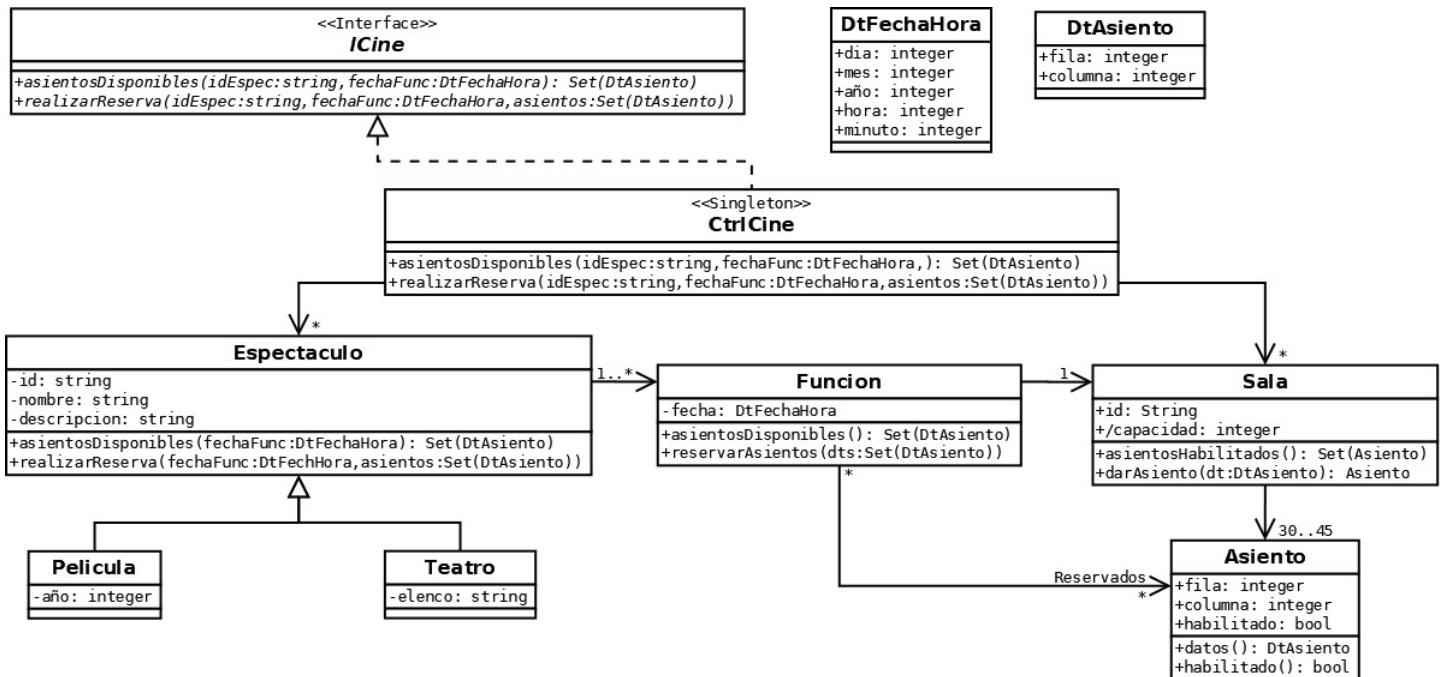 <<Interface>>
ICine
+asientosDisponibles(idEspec:string,fechaFunc:DtFechaHora): Set(DtAsiento)
+realizarReserva(idEspec:string,fechaFunc:DtFechaHora,asientos:Set(DtAsiento))
DtFechaHora
+dia: integer
+mes: integer
+año: integer
+hora: integer
+minuto: integer
DtAsiento
+fila: integer
+columna: integer
<<Singleton>>
CtrlCine
+asientosDisponibles(idEspec:string,fechaFunc:DtFechaHora,): Set(DtAsiento)
+realizarReserva(idEspec:string,fechaFunc:DtFechaHora,asientos:Set(DtAsiento))
*
*
Espectaculo
-id: string
-nombre: string
-descripcion: string
+asientosDisponibles(fechaFunc:DtFechaHora): Set(DtAsiento)
+realizarReserva(fechaFunc:DtFechHora,asientos:Set(DtAsiento))
1..*
Funcion
-fecha: DtFechaHora
+asientosDisponibles(): Set(DtAsiento)
+reservarAsientos(dts:Set(DtAsiento))
1
Sala
+id: String
+/capacidad: integer
+asientosHabilitados(): Set(Asiento)
+darAsiento(dt:DtAsiento): Asiento
*
30..45
Pelicula
-año: integer
Teatro
-elenco: string
Reservados
*
Asiento
+fila: integer
+columna: integer
+habilitado: bool
+datos(): DtAsiento
+habilitado(): bool